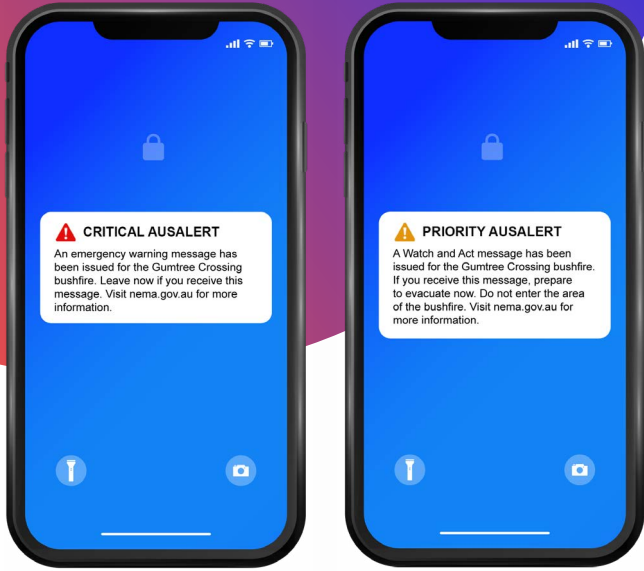 CRITICAL AUSALERT
An emergency warning message has
been issued for the Gumtree Crossing
bushfire. Leave now if you receive this
message. Visit nema.gov.au for more
information.
PRIORITY AUSALERT
A Watch and Act message has been
issued for the Gumtree Crossing bushfire.
If you receive this message, prepare
to evacuate now. Do not enter the area
of the bushfire. Visit nema.gov.au for
more information.